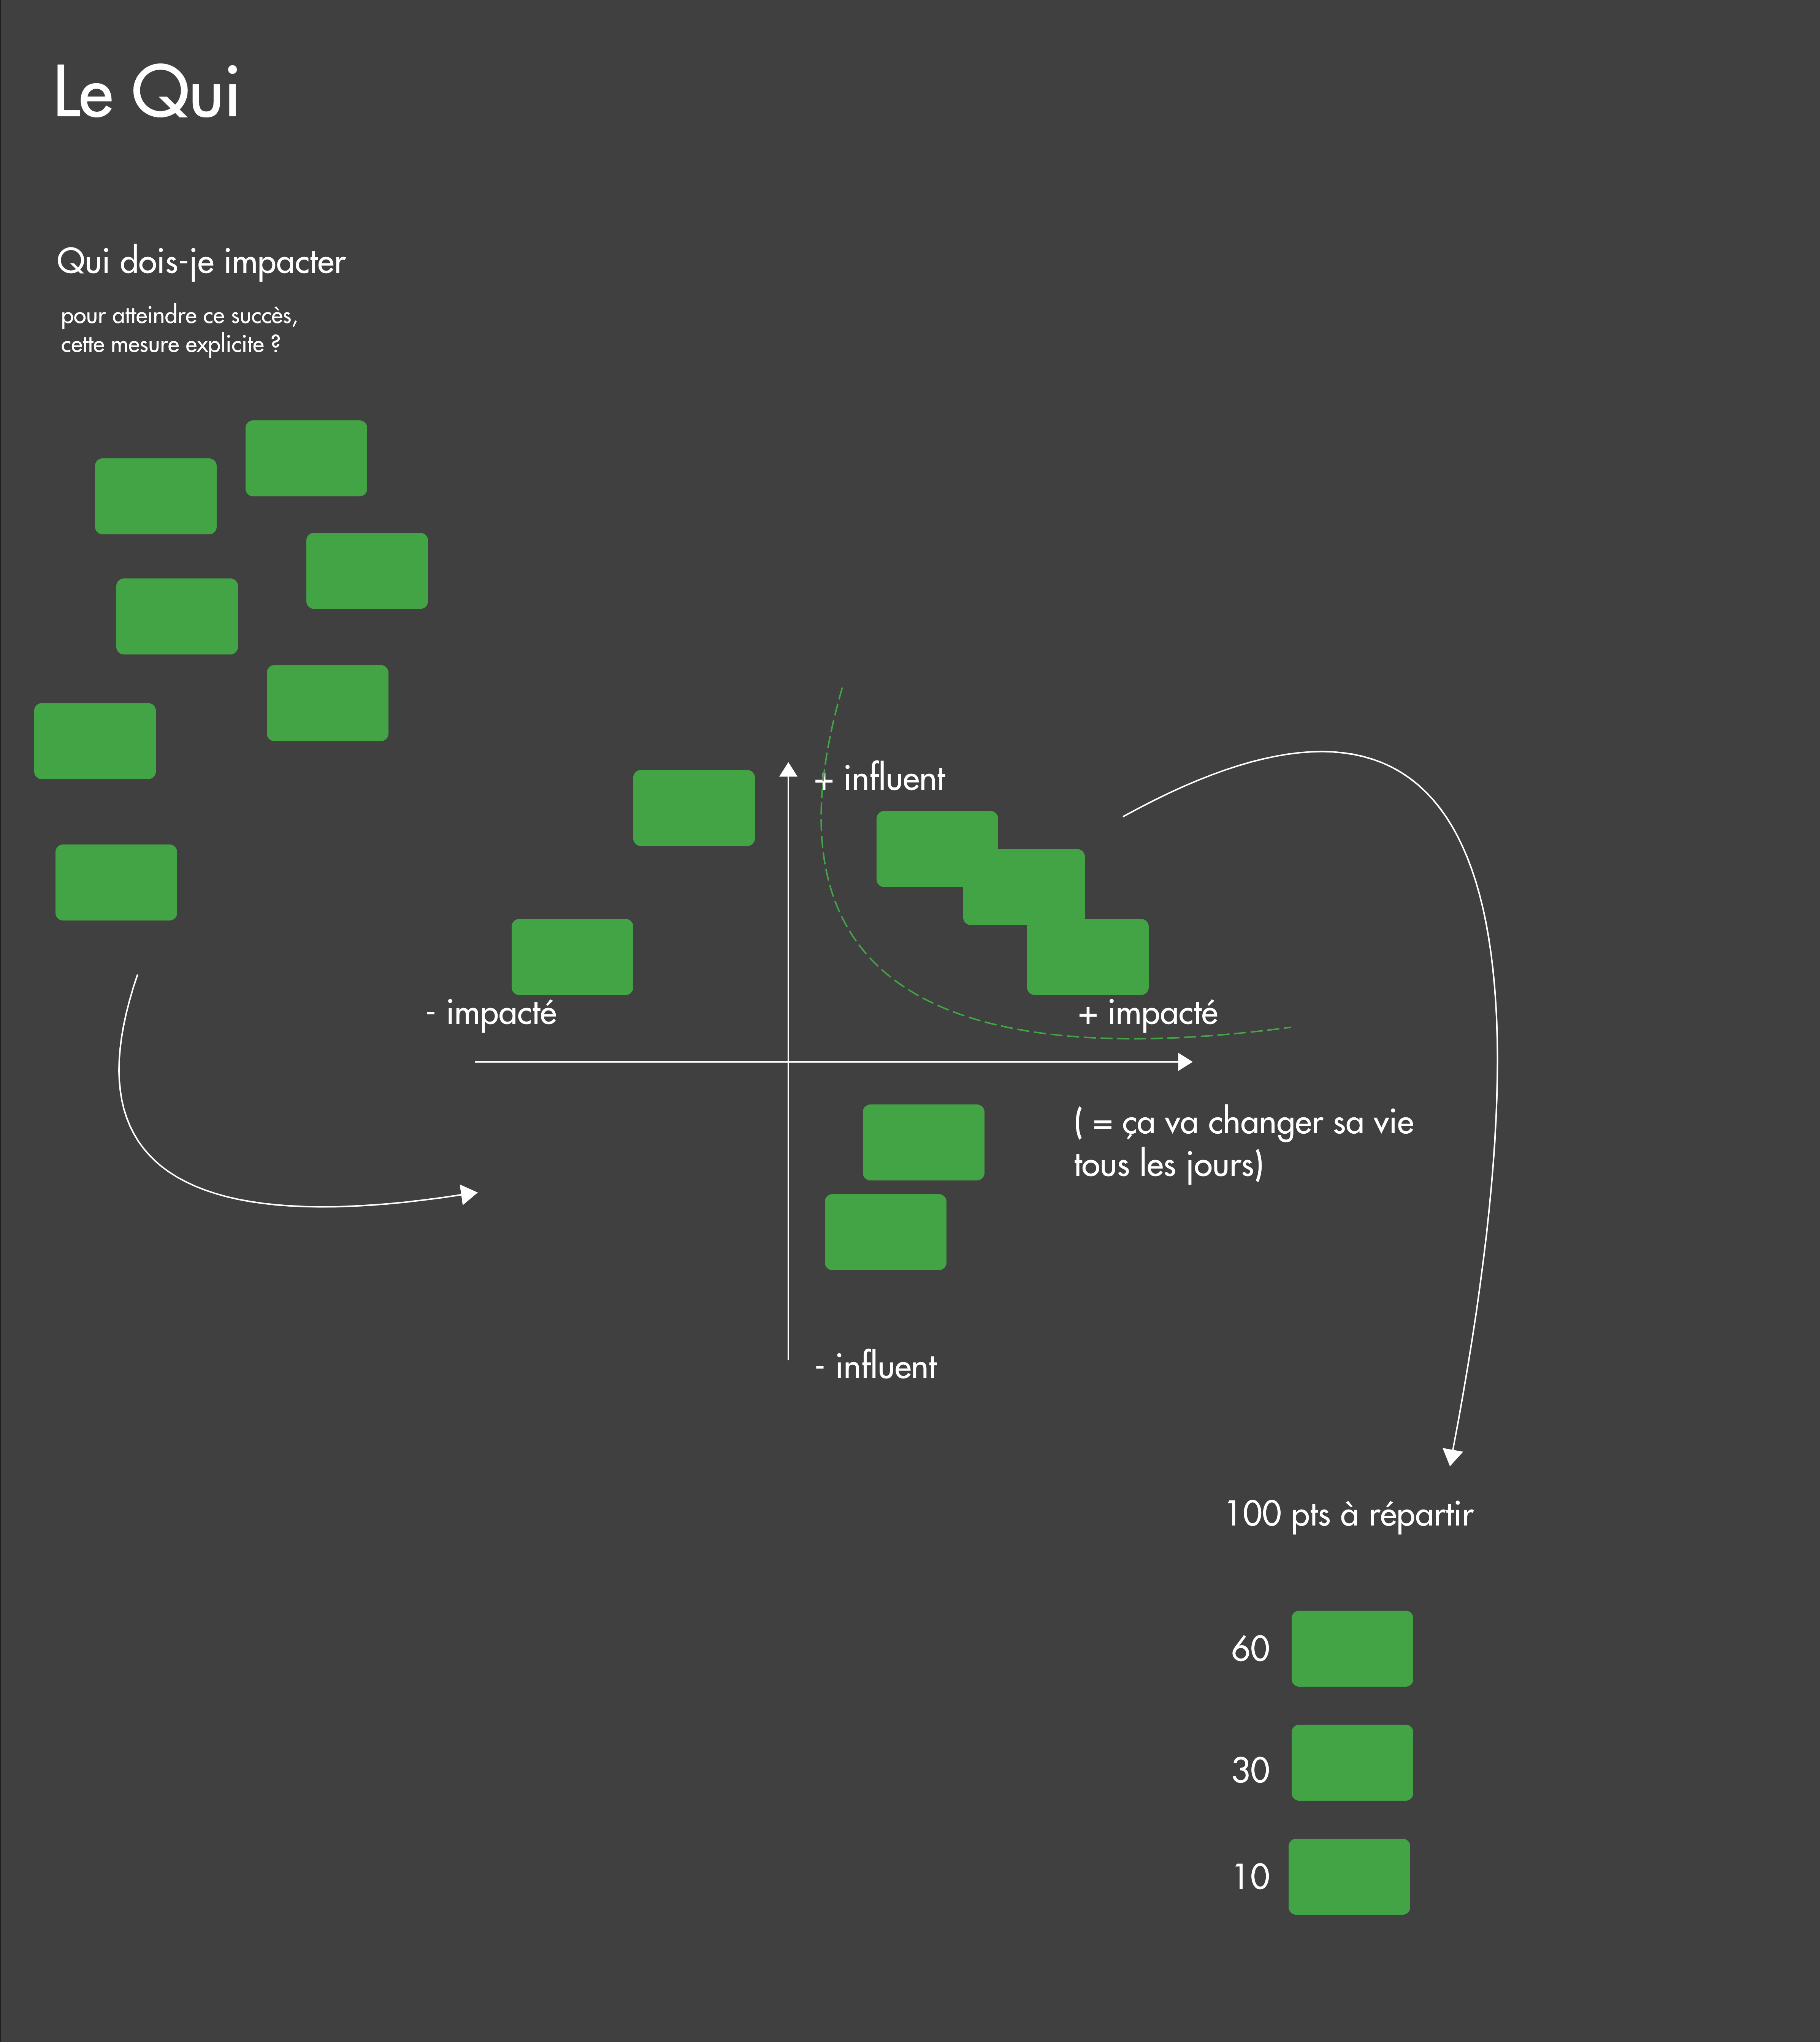 Le Qui
Qui dois-je impacter
pour atteindre ce succès,
cette mesure explicite ?
+ influent
- impacté
+ impacté
( = ça va changer sa vie
tous les jours)
- influent
100 pts à répartir
60
30
10